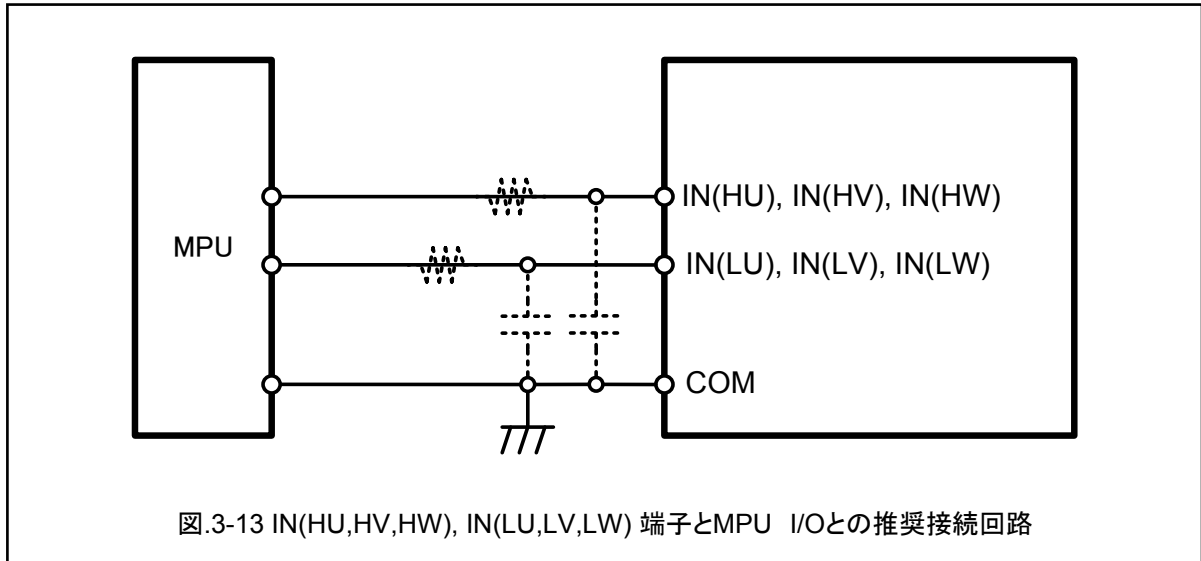 MPU
IN(HU), IN(HV), IN(HW)
IN(LU), IN(LV), IN(LW)
COM
図.3-13 IN(HU,HV,HW), IN(LU,LV,LW) 端子とMPU I/Oとの推奨接続回路